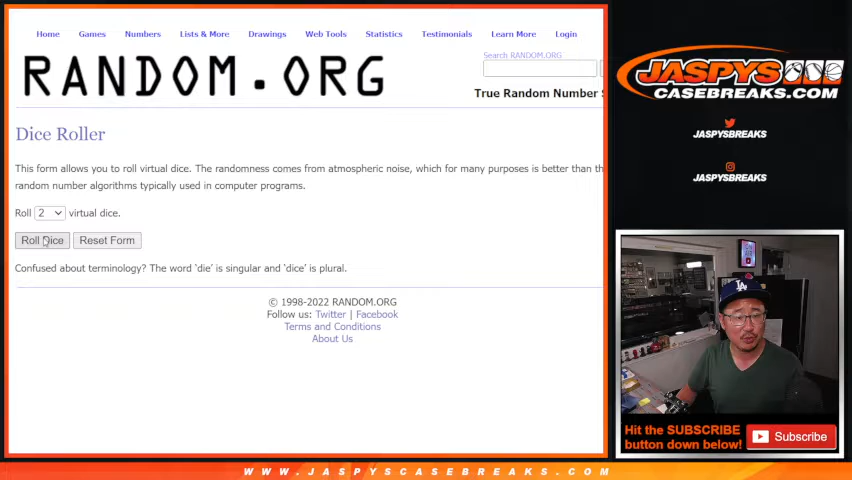 Home Games Numbers Lists & More Drawings Web Tools Statistics Testimonials Learn More Login
Search RANDOM.ORG
RANDOM.ORG
True Random Number S
Dice Roller
This form allows you to roll virtual dice. The randomness comes from atmospheric noise, which for many purposes is better than th
random number algorithms typically used in computer programs.
Roll 2 virtual dice.
Roll Dice Reset Form
Confused about terminology? The word 'die' is singular and 'dice' is plural.
© 1998-2022 RANDOM.ORG
Follow us: Twitter | Facebook
Terms and Conditions
About Us
JASPYS
CASEBREAKS.COM
JASPYSBREAKS
JASPYSBREAKS
LA
Hit the SUBSCRIBE
button down below!
Subscribe
WWW.JASPYSCASEBREAKS.COM